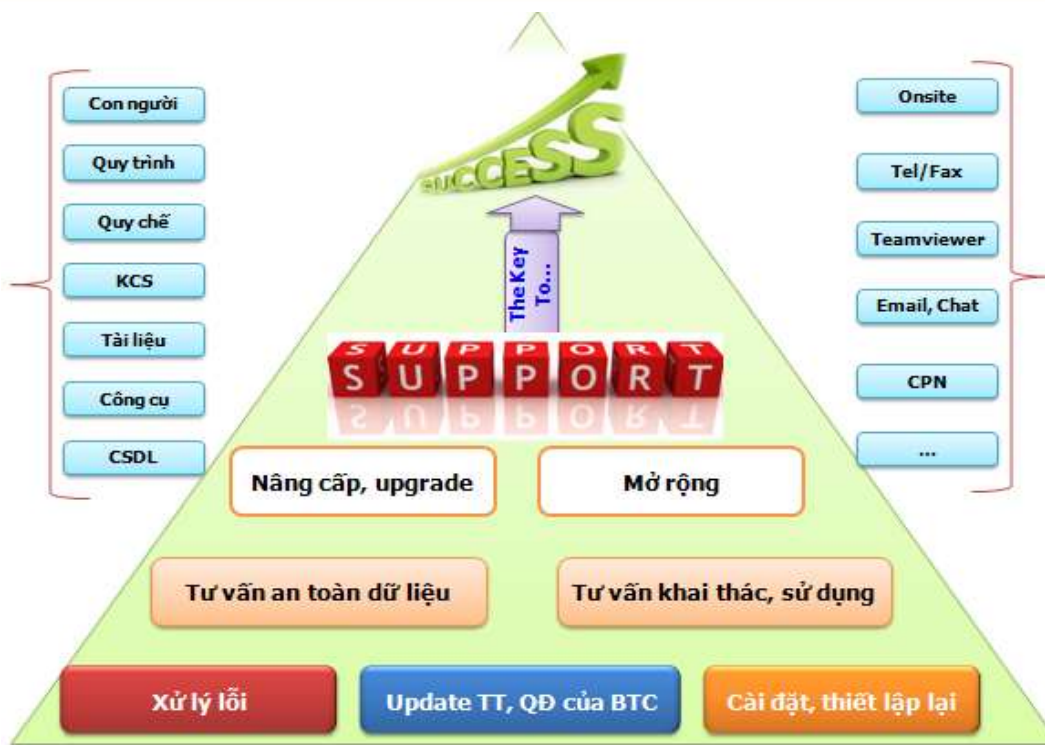 SUCCESS
The Key
To...
SUPPORT
Con người
Quy trình
Quy chế
KCS
Tài liệu
Công cụ
CSDL
Onsite
Tel/Fax
Teamviewer
Email, Chat
CPN
...
Nâng cấp, upgrade
Mở rộng
Tư vấn an toàn dữ liệu
Tư vấn khai thác, sử dụng
Xử lý lỗi
Update TT, QĐ của BTC
Cài đặt, thiết lập lại